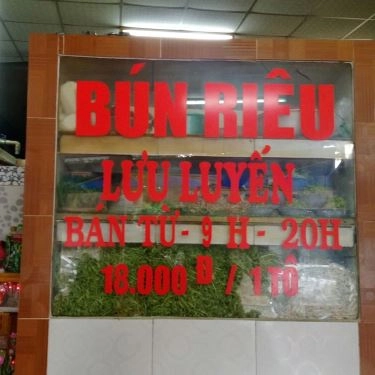 BÚN RIÊU
LƯU LUYẾN
BÁN TỪ - 9 H - 20H
18.000 Đ / 1 TÔ